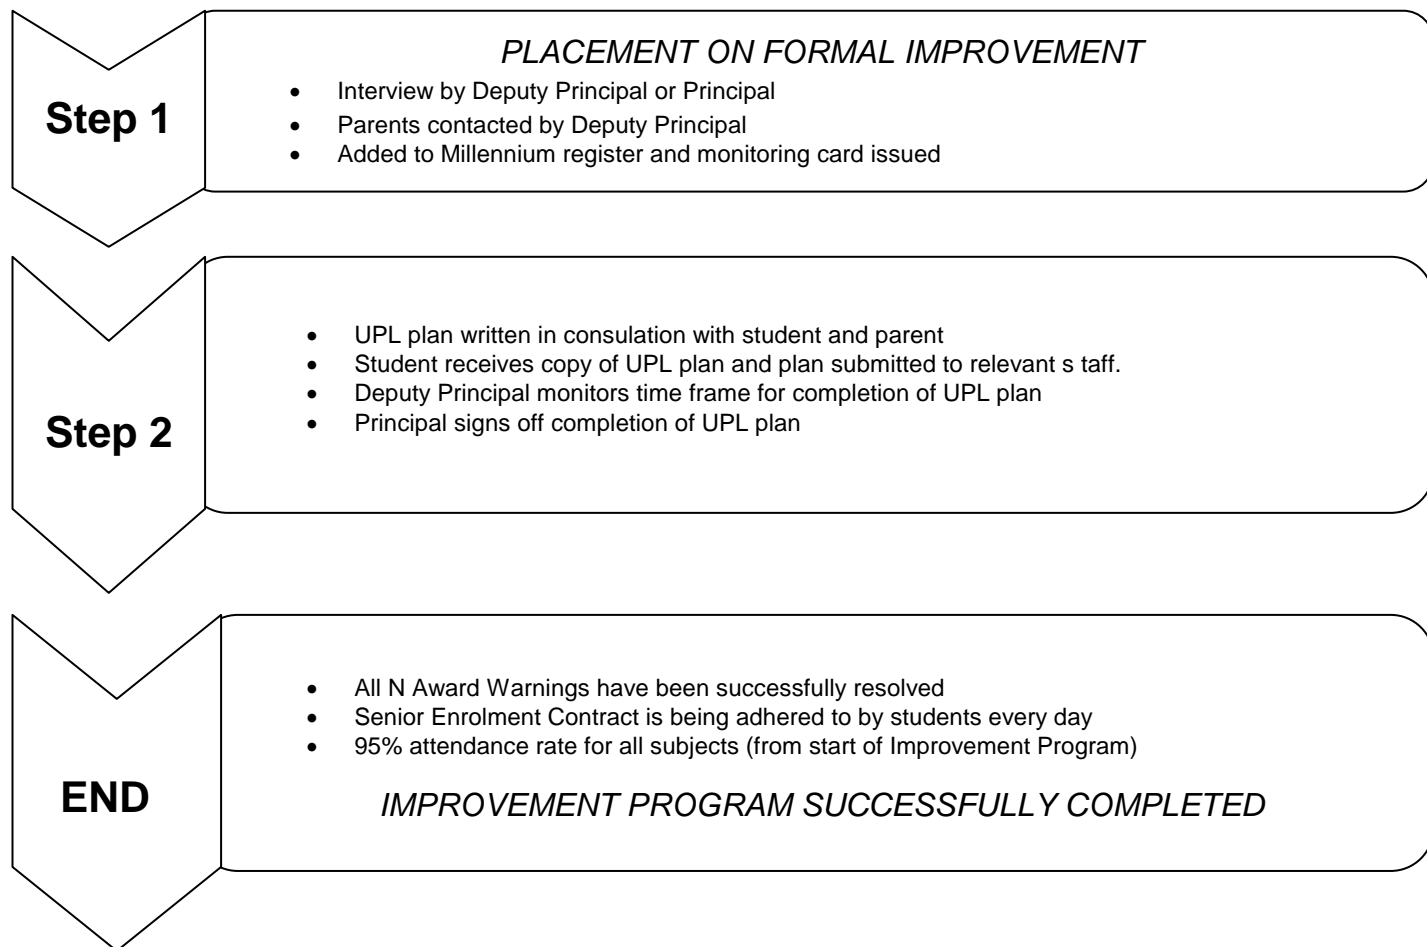 PLACEMENT ON FORMAL IMPROVEMENT
Step 1
• Interview by Deputy Principal or Principal
• Parents contacted by Deputy Principal
• Added to Millennium register and monitoring card issued
Step 2
• UPL plan written in consulation with student and parent
• Student receives copy of UPL plan and plan submitted to relevant s taff.
• Deputy Principal monitors time frame for completion of UPL plan
• Principal signs off completion of UPL plan
END
• All N Award Warnings have been successfully resolved
• Senior Enrolment Contract is being adhered to by students every day
• 95% attendance rate for all subjects (from start of Improvement Program)
IMPROVEMENT PROGRAM SUCCESSFULLY COMPLETED